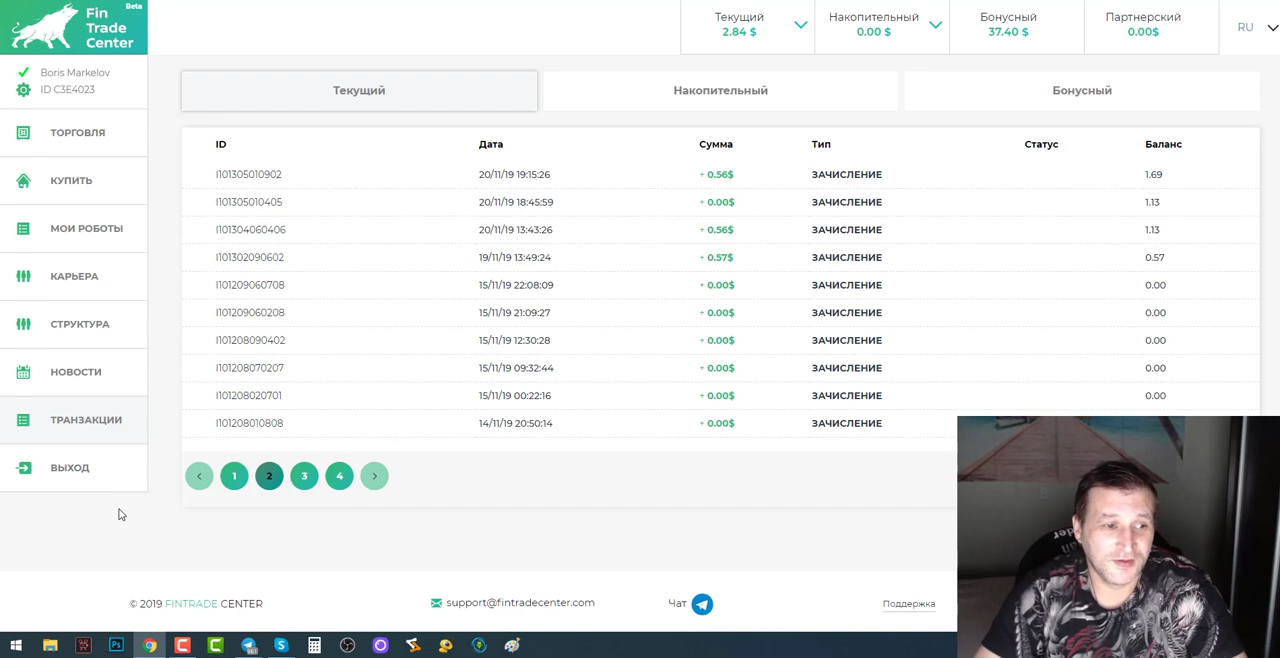 Beta
Fin
Trade
Center
Текущий
2.84 $
Накопительный
0.00 $
Бонусный
37.40 $
Партнерский
0.00$
RU
Boris Markelov
ID C3E4023
ТОРГОВЛЯ
КУПИТЬ
МОИ РОБОТЫ
КАРЬЕРА
СТРУКТУРА
НОВОСТИ
ТРАНЗАКЦИИ
ВЫХОД
Текущий Накопительный Бонусный
ID Дата Сумма Тип Статус Баланс
I101305010902 20/11/19 19:15:26 + 0.56$ ЗАЧИСЛЕНИЕ 1.69
I101305010405 20/11/19 18:45:59 + 0.00$ ЗАЧИСЛЕНИЕ 1.13
I101304060406 20/11/19 13:43:26 + 0.56$ ЗАЧИСЛЕНИЕ 1.13
I101302090602 19/11/19 13:49:24 + 0.57$ ЗАЧИСЛЕНИЕ 0.57
I101209060708 15/11/19 22:08:09 + 0.00$ ЗАЧИСЛЕНИЕ 0.00
I101209060208 15/11/19 21:09:27 + 0.00$ ЗАЧИСЛЕНИЕ 0.00
I101208090402 15/11/19 12:30:28 + 0.00$ ЗАЧИСЛЕНИЕ 0.00
I101208070207 15/11/19 09:32:44 + 0.00$ ЗАЧИСЛЕНИЕ 0.00
I101208020701 15/11/19 00:22:16 + 0.00$ ЗАЧИСЛЕНИЕ 0.00
I101208010808 14/11/19 20:50:14 + 0.00$ ЗАЧИСЛЕНИЕ
‹ 1 2 3 4 ›
© 2019 FINTRADE CENTER support@fintradecenter.com Чат Поддержка
Ps